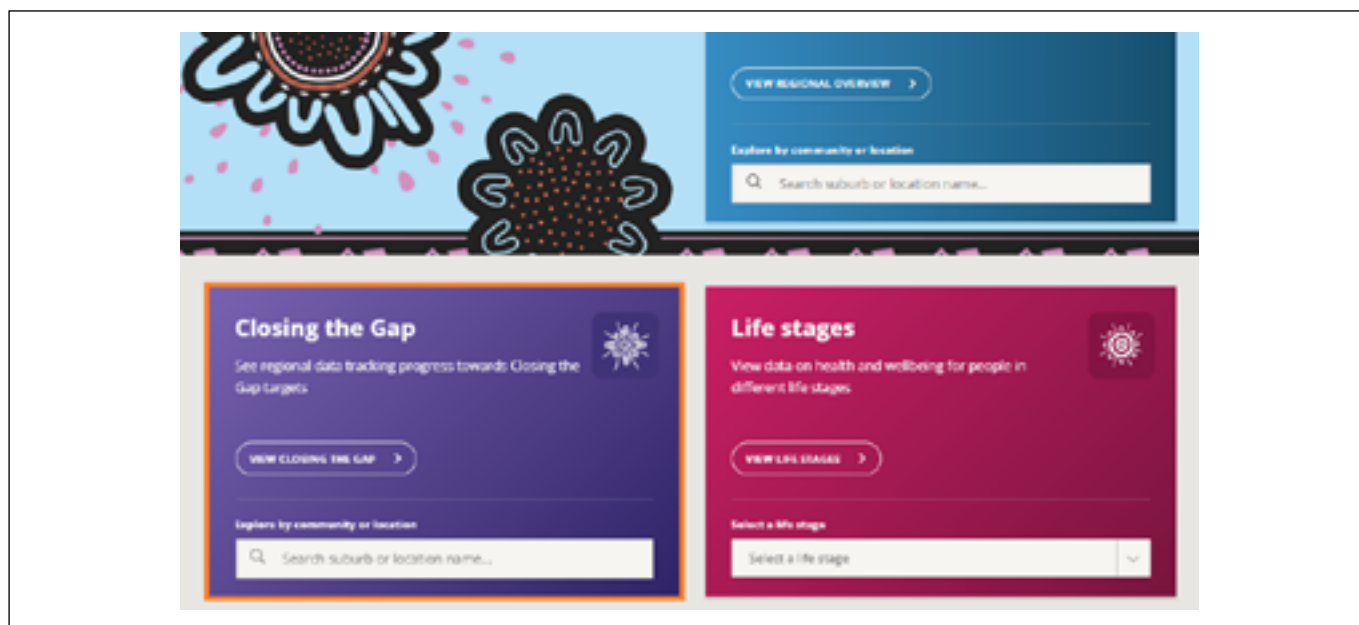 VIEW REGIONAL OVERVIEW
Explore by community or location
Search suburb or location name...
Closing the Gap
See regional data tracking progress towards Closing the
Gap targets
VIEW CLOSING THE GAP
Explore by community or location
Search suburb or location name...
Life stages
View data on health and wellbeing for people in
different life stages
VIEW LIFE STAGES
Select a life stage
Select a life stage